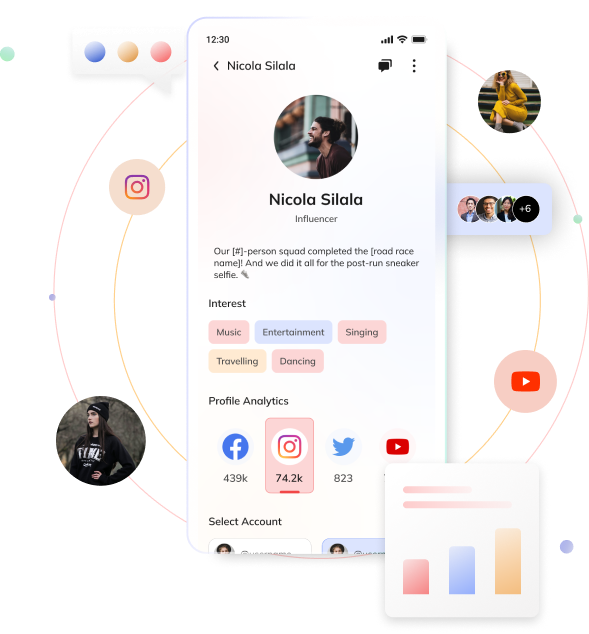 12:30
Nicola Silala
+6
Nicola Silala
Influencer
Our [#]-person squad completed the [road race
name]! And we did it all for the post-run sneaker
selfie.
Interest
Music Entertainment Singing
Travelling Dancing
Profile Analytics
439k 74.2k 823
Select Account